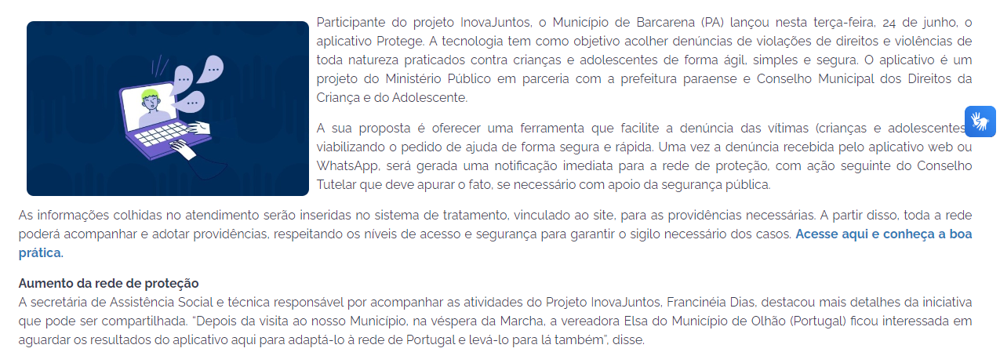 Participante do projeto InovaJuntos, o Município de Barcarena (PA) lançou nesta terça-feira, 24 de junho, o
aplicativo Protege. A tecnologia tem como objetivo acolher denúncias de violações de direitos e violências de
toda natureza praticados contra crianças e adolescentes de forma ágil, simples e segura. O aplicativo é um
projeto do Ministério Público em parceria com a prefeitura paraense e Conselho Municipal dos Direitos da
Criança e do Adolescente.
A sua proposta é oferecer uma ferramenta que facilite a denúncia das vítimas (crianças e adolescentes
viabilizando o pedido de ajuda de forma segura e rápida. Uma vez a denúncia recebida pelo aplicativo web ou
WhatsApp, será gerada uma notificação imediata para a rede de proteção, com ação seguinte do Conselho
Tutelar que deve apurar o fato, se necessário com apoio da segurança pública.
As informações colhidas no atendimento serão inseridas no sistema de tratamento, vinculado ao site, para as providências necessárias. A partir disso, toda a rede
poderá acompanhar e adotar providências, respeitando os níveis de acesso e segurança para garantir o sigilo necessário dos casos. Acesse aqui e conheça a boa
prática.
Aumento da rede de proteção
A secretária de Assistência Social e técnica responsável por acompanhar as atividades do Projeto InovaJuntos, Francinéia Dias, destacou mais detalhes da iniciativa
que pode ser compartilhada. “Depois da visita ao nosso Município, na véspera da Marcha, a vereadora Elsa do Município de Olhão (Portugal) ficou interessada em
aguardar os resultados do aplicativo aqui para adaptá-lo à rede de Portugal e levá-lo para lá também”, disse.